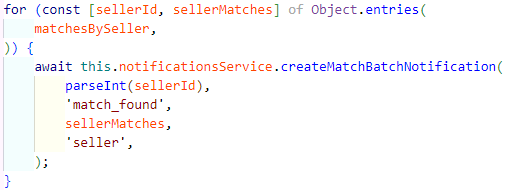 for (const [sellerId, sellerMatches] of Object.entries(
    matchesBySeller,
)) {
    await this.notificationsService.createMatchBatchNotification(
        parseInt(sellerId),
        'match_found',
        sellerMatches,
        'seller',
    );
}